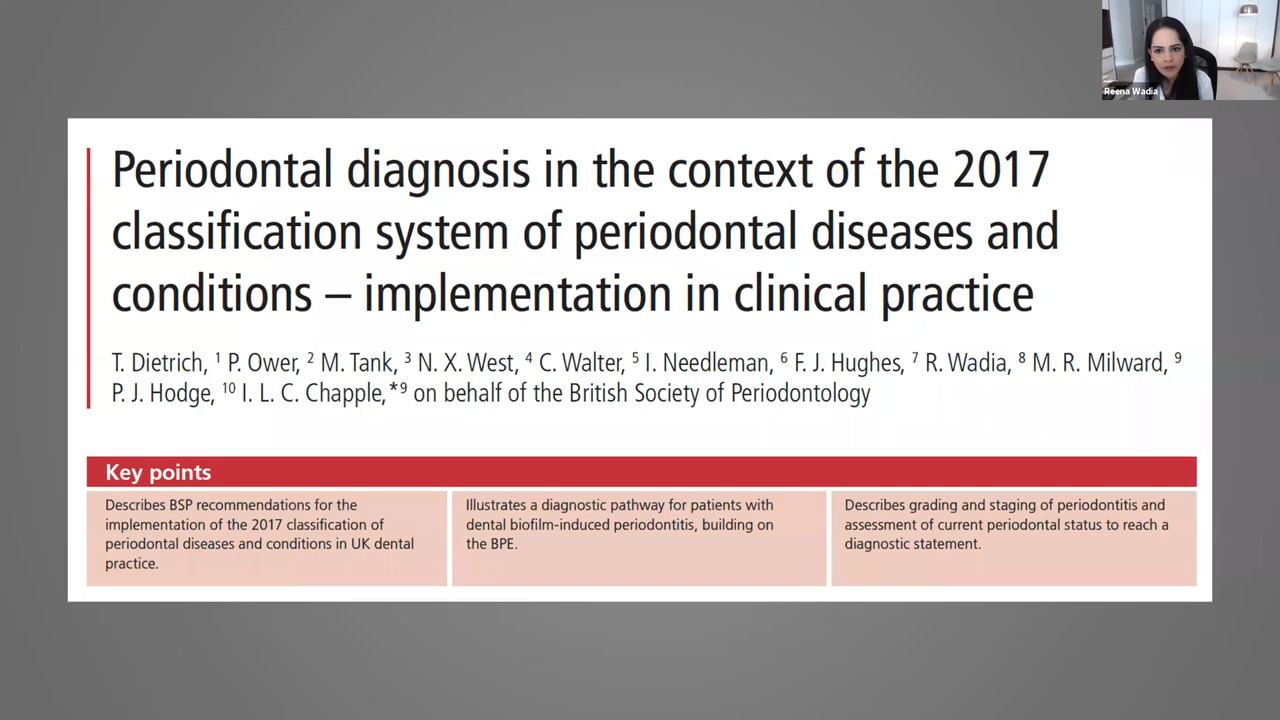 Reena Wadia
Periodontal diagnosis in the context of the 2017
classification system of periodontal diseases and
conditions – implementation in clinical practice
T. Dietrich, ¹ P. Ower, ² M. Tank, ³ N. X. West, ⁴ C. Walter, ⁵ I. Needleman, ⁶ F. J. Hughes, ⁷ R. Wadia, ⁸ M. R. Milward, ⁹
P. J. Hodge, ¹⁰ I. L. C. Chapple,*⁹ on behalf of the British Society of Periodontology
Key points
Describes BSP recommendations for the
implementation of the 2017 classification of
periodontal diseases and conditions in UK dental
practice.
Illustrates a diagnostic pathway for patients with
dental biofilm-induced periodontitis, building on
the BPE.
Describes grading and staging of periodontitis and
assessment of current periodontal status to reach a
diagnostic statement.